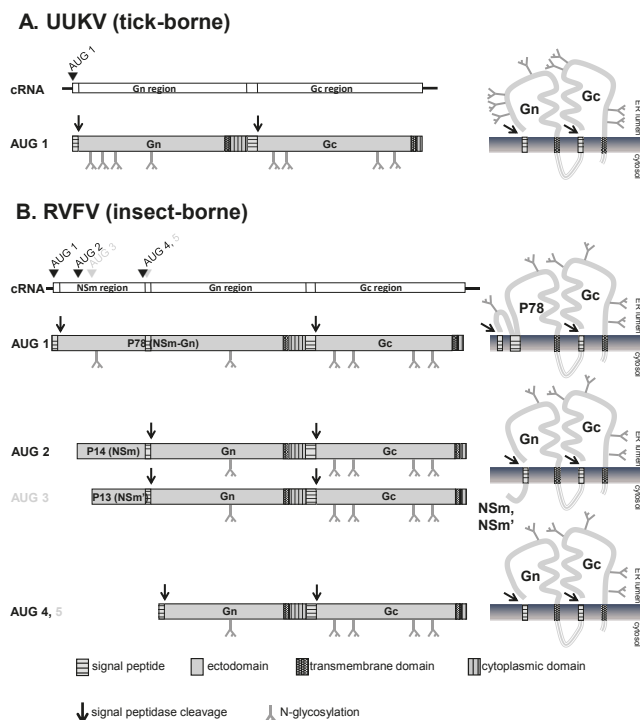 A. UUKV (tick-borne)
AUG 1
cRNA
Gn region
Gc region
AUG 1
Gn
Gc
Gn
Gc
ER lumen
cytosol
B. RVFV (insect-borne)
AUG 1
AUG 2
AUG 3
AUG 4, 5
cRNA
NSm region
Gn region
Gc region
AUG 1
P78 (NSm-Gn)
Gc
P78
Gc
ER lumen
cytosol
AUG 2
P14 (NSm)
Gn
Gc
AUG 3
P13 (NSm')
Gn
Gc
Gn
Gc
NSm,
NSm'
ER lumen
cytosol
AUG 4, 5
Gn
Gc
Gn
Gc
ER lumen
cytosol
signal peptide
ectodomain
transmembrane domain
cytoplasmic domain
signal peptidase cleavage
N-glycosylation